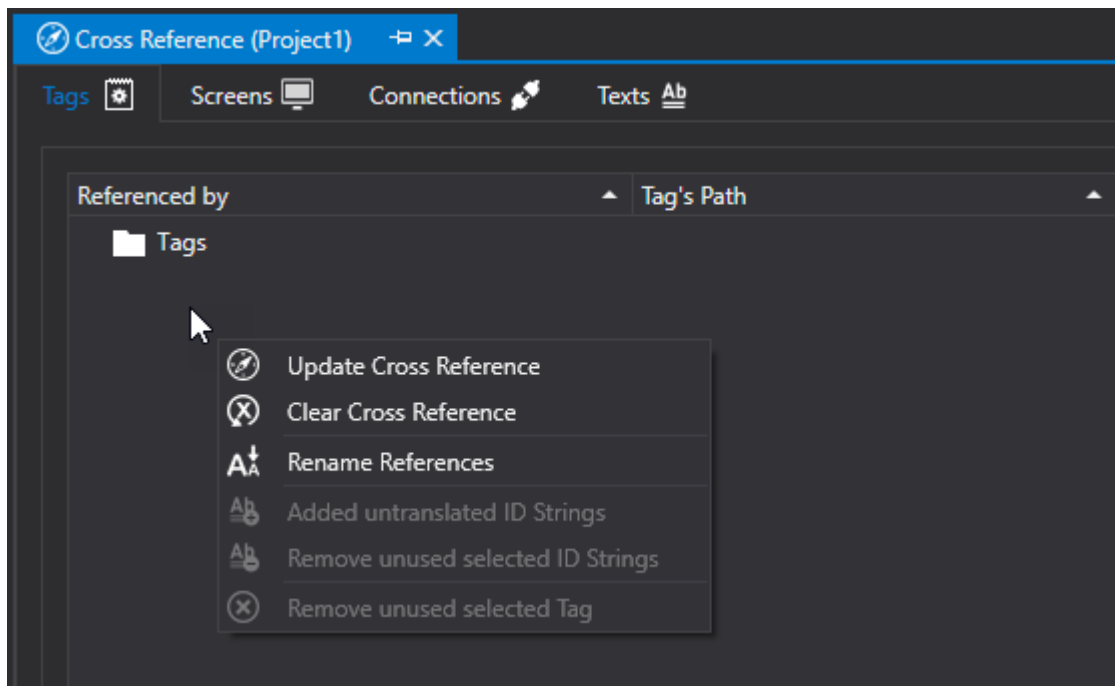 Cross Reference (Project1)
Tags Screens Connections Texts
Referenced by Tag's Path
Tags
Update Cross Reference
Clear Cross Reference
Rename References
Added untranslated ID Strings
Remove unused selected ID Strings
Remove unused selected Tag